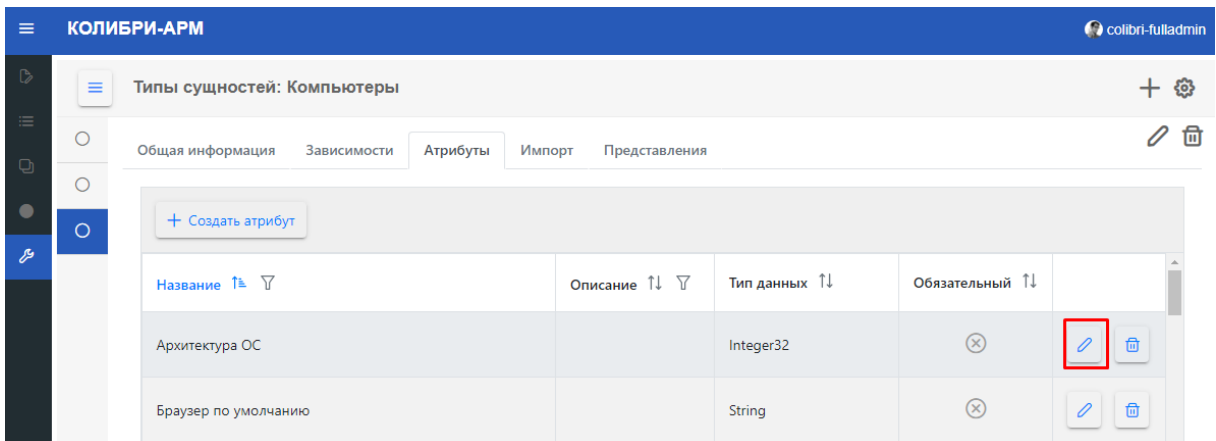 КОЛИБРИ-АРМ
colibri-fulladmin
Типы сущностей: Компьютеры
Общая информация Зависимости Атрибуты Импорт Представления
Создать атрибут
Название Описание Тип данных Обязательный
Архитектура ОС Integer32
Браузер по умолчанию String